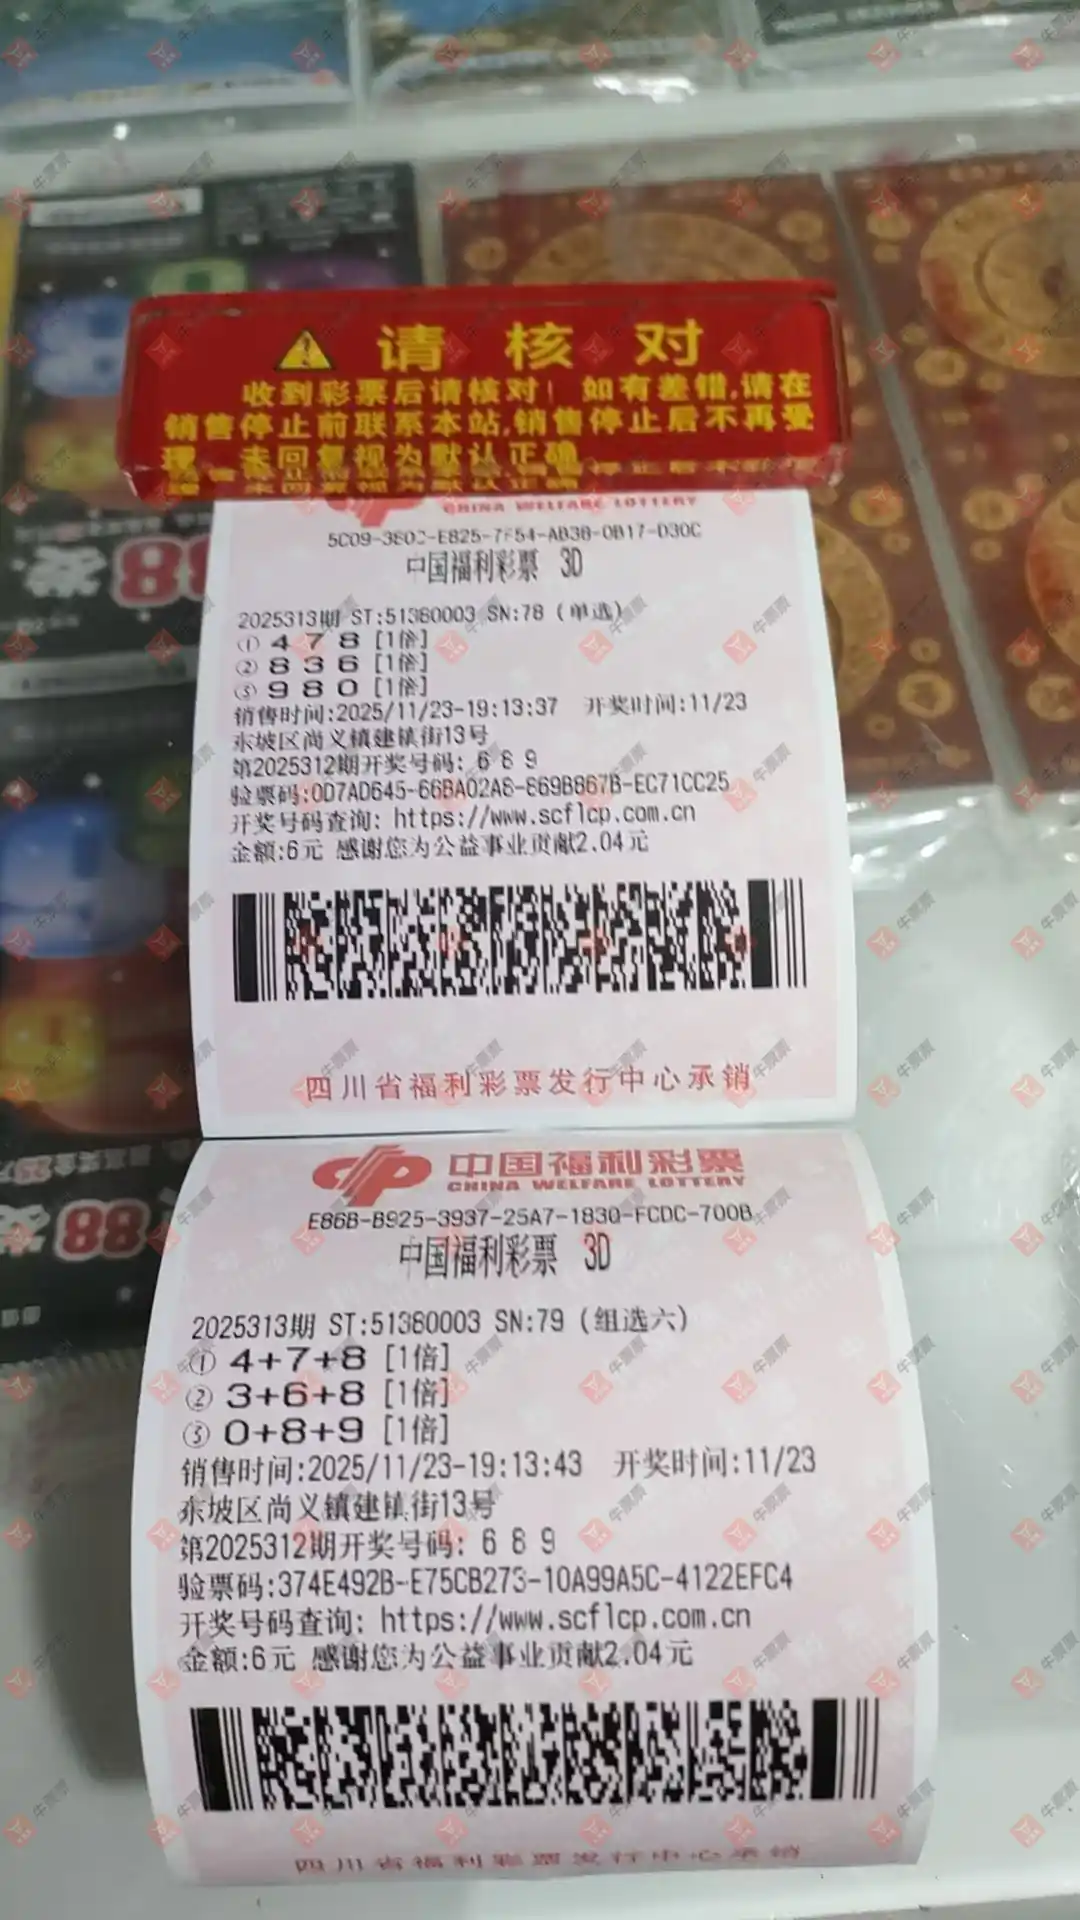 请核对
收到彩票后请核对! 如有差错,请在
销售停止前联系本站,销售停止后不再受
理、未回复视为默认正确
CHINA WELFARE LOTTERY
5C09-3E02-E825-7F54-AB38-0B17-D30C
中国福利彩票 3D
2025313期 ST:51380003 SN:78 (单选)
① 4 7 8 [1倍]
② 8 3 6 [1倍]
③ 9 8 0 [1倍]
销售时间:2025/11/23-19:13:37 开奖时间:11/23
东坡区尚义镇建镇街13号
第2025312期开奖号码: 6 8 9
验票码:0D7AD645-66BA02A8-869B867B-EC71CC25
开奖号码查询: https://www.scflcp.com.cn
金额:6元 感谢您为公益事业贡献2.04元
四川省福利彩票发行中心承销
中国福利彩票
CHINA WELFARE LOTTERY
E86B-B925-3937-25A7-1830-FCDC-700B
中国福利彩票 3D
2025313期 ST:51380003 SN:79 (组选六)
① 4+7+8 [1倍]
② 3+6+8 [1倍]
③ 0+8+9 [1倍]
销售时间:2025/11/23-19:13:43 开奖时间:11/23
东坡区尚义镇建镇街13号
第2025312期开奖号码: 6 8 9
验票码:374E492B-E75CB273-10A99A5C-4122EFC4
开奖号码查询: https://www.scflcp.com.cn
金额:6元 感谢您为公益事业贡献2.04元
四川省福利彩票发行中心承销
88
牛票票